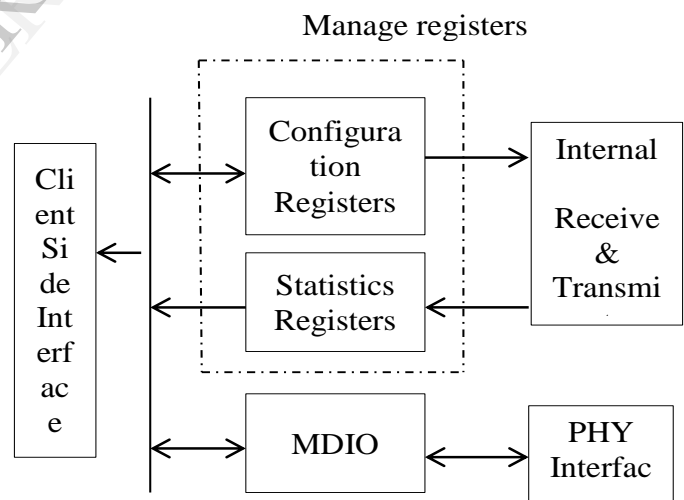 Manage registers
Configura
tion
Registers
Internal
Receive
&
Transmi
Cli
ent
Si
de
Int
erf
ac
e
Statistics
Registers
MDIO
PHY
Interfac